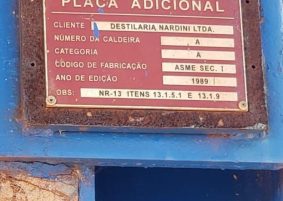 PLACA ADICIONAL
CLIENTE DESTILARIA NARDINI LTDA.
NÚMERO DA CALDEIRA A
CATEGORIA A
CÓDIGO DE FABRICAÇÃO ASME SEC. I
ANO DE EDIÇÃO 1989
OBS: NR-13 ITENS 13.1.5.1 E 13.1.9